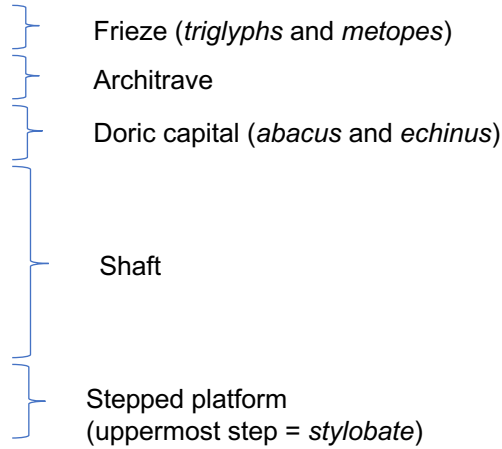 Frieze (triglyphs and metopes)
Architrave
Doric capital (abacus and echinus)
Shaft
Stepped platform
(uppermost step = stylobate)